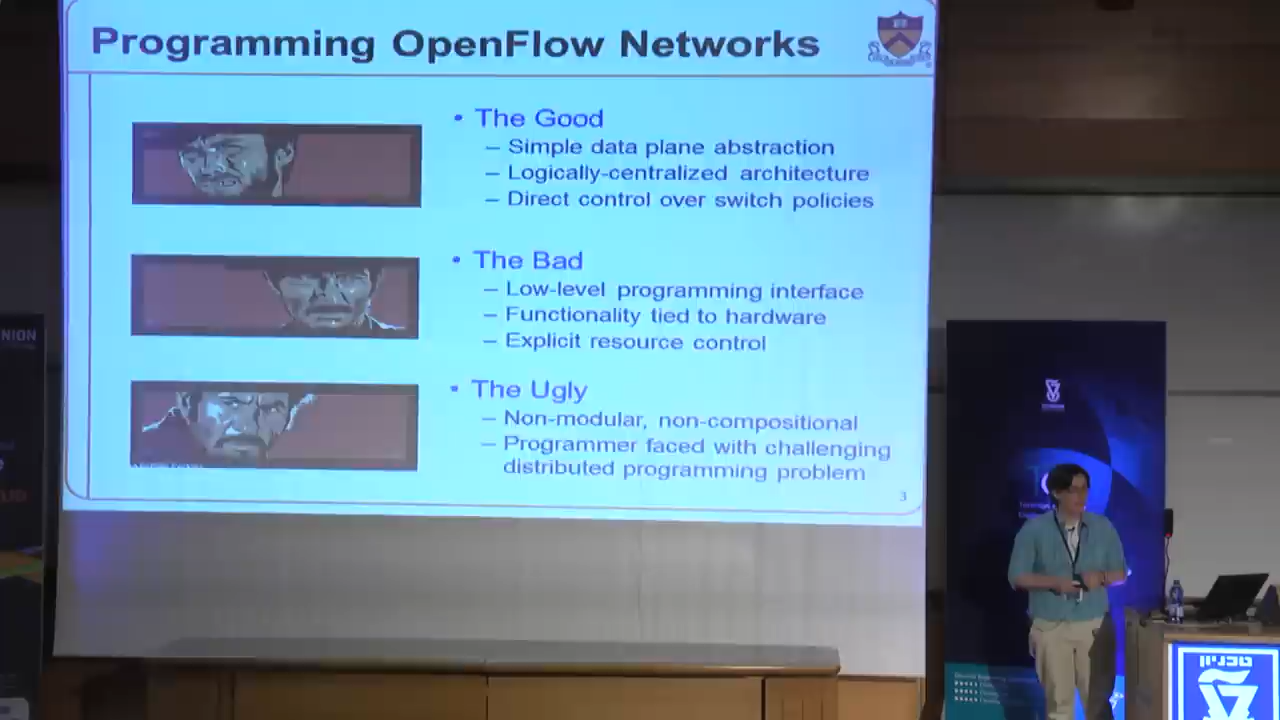 Programming OpenFlow Networks
• The Good
– Simple data plane abstraction
– Logically-centralized architecture
– Direct control over switch policies
• The Bad
– Low-level programming interface
– Functionality tied to hardware
– Explicit resource control
• The Ugly
– Non-modular, non-compositional
– Programmer faced with challenging
distributed programming problem
3
NION
טכניון